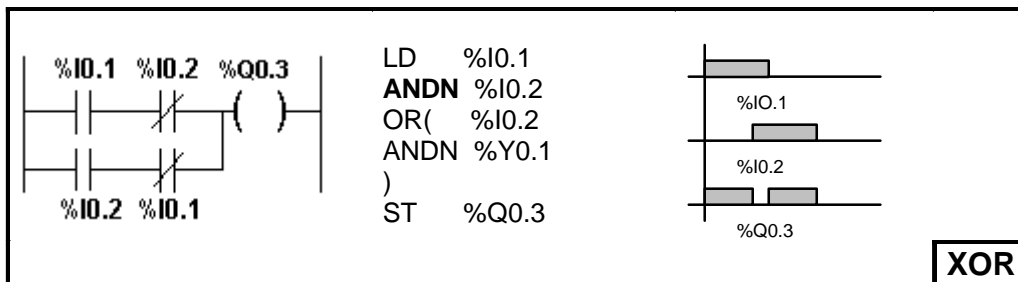 %I0.1 %I0.2 %Q0.3
%I0.2 %I0.1
LD %I0.1
ANDN %I0.2
OR( %I0.2
ANDN %Y0.1
)
ST %Q0.3
%IO.1
%I0.2
%Q0.3
XOR